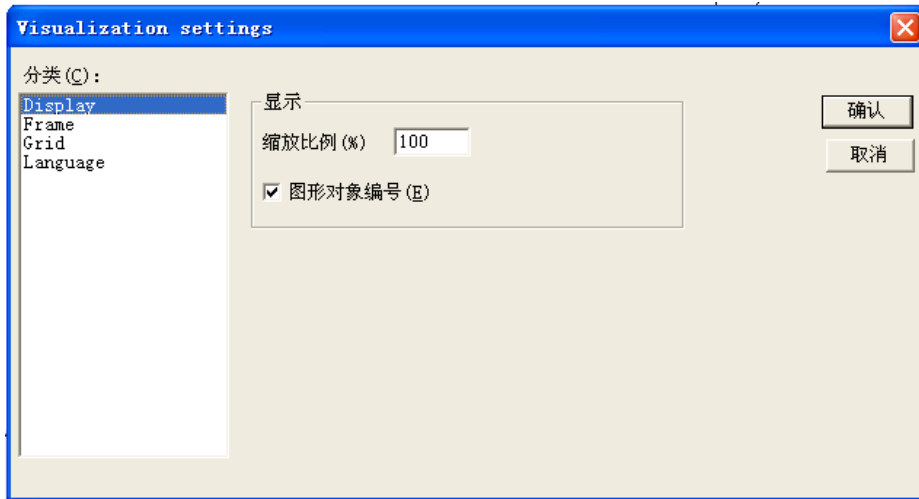 Visualization settings
分类(C):
Display
Frame
Grid
Language
显示
缩放比例(%) 100
图形对象编号(E)
确认
取消